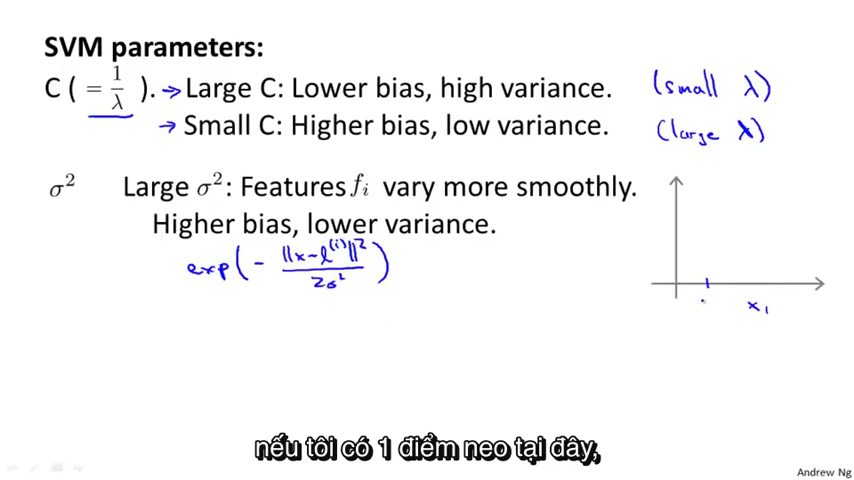 SVM parameters:
C ( = 1/λ ). → Large C: Lower bias, high variance. (small λ)
→ Small C: Higher bias, low variance. (large λ)
σ² Large σ²: Features fᵢ vary more smoothly.
Higher bias, lower variance.
exp(- ||x-l⁽ⁱ⁾||² / 2σ²)
x₁
nếu tôi có 1 điểm neo tại đây,
Andrew Ng